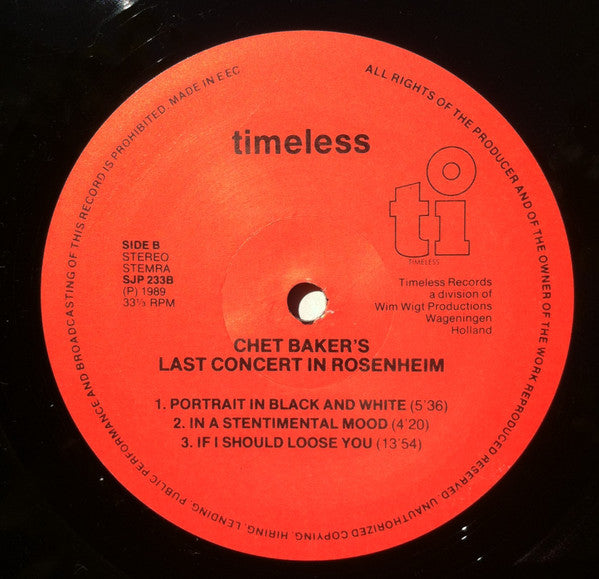 ALL RIGHTS OF THE PRODUCER AND OF THE OWNER OF THE WORK REPRODUCED RESERVED. UNAUTHORIZED COPYING, HIRING, LENDING, PUBLIC PERFORMANCE AND BROADCASTING OF THIS RECORD IS PROHIBITED. MADE IN EEC
timeless
ti
TIMELESS
SIDE B
STEREO
STEMRA
SJP 233B
(P) 1989
33⅓ RPM
Timeless Records
a division of
Wim Wigt Productions
Wageningen
Holland
CHET BAKER'S
LAST CONCERT IN ROSENHEIM
1. PORTRAIT IN BLACK AND WHITE (5'36)
2. IN A STENTIMENTAL MOOD (4'20)
3. IF I SHOULD LOOSE YOU (13'54)